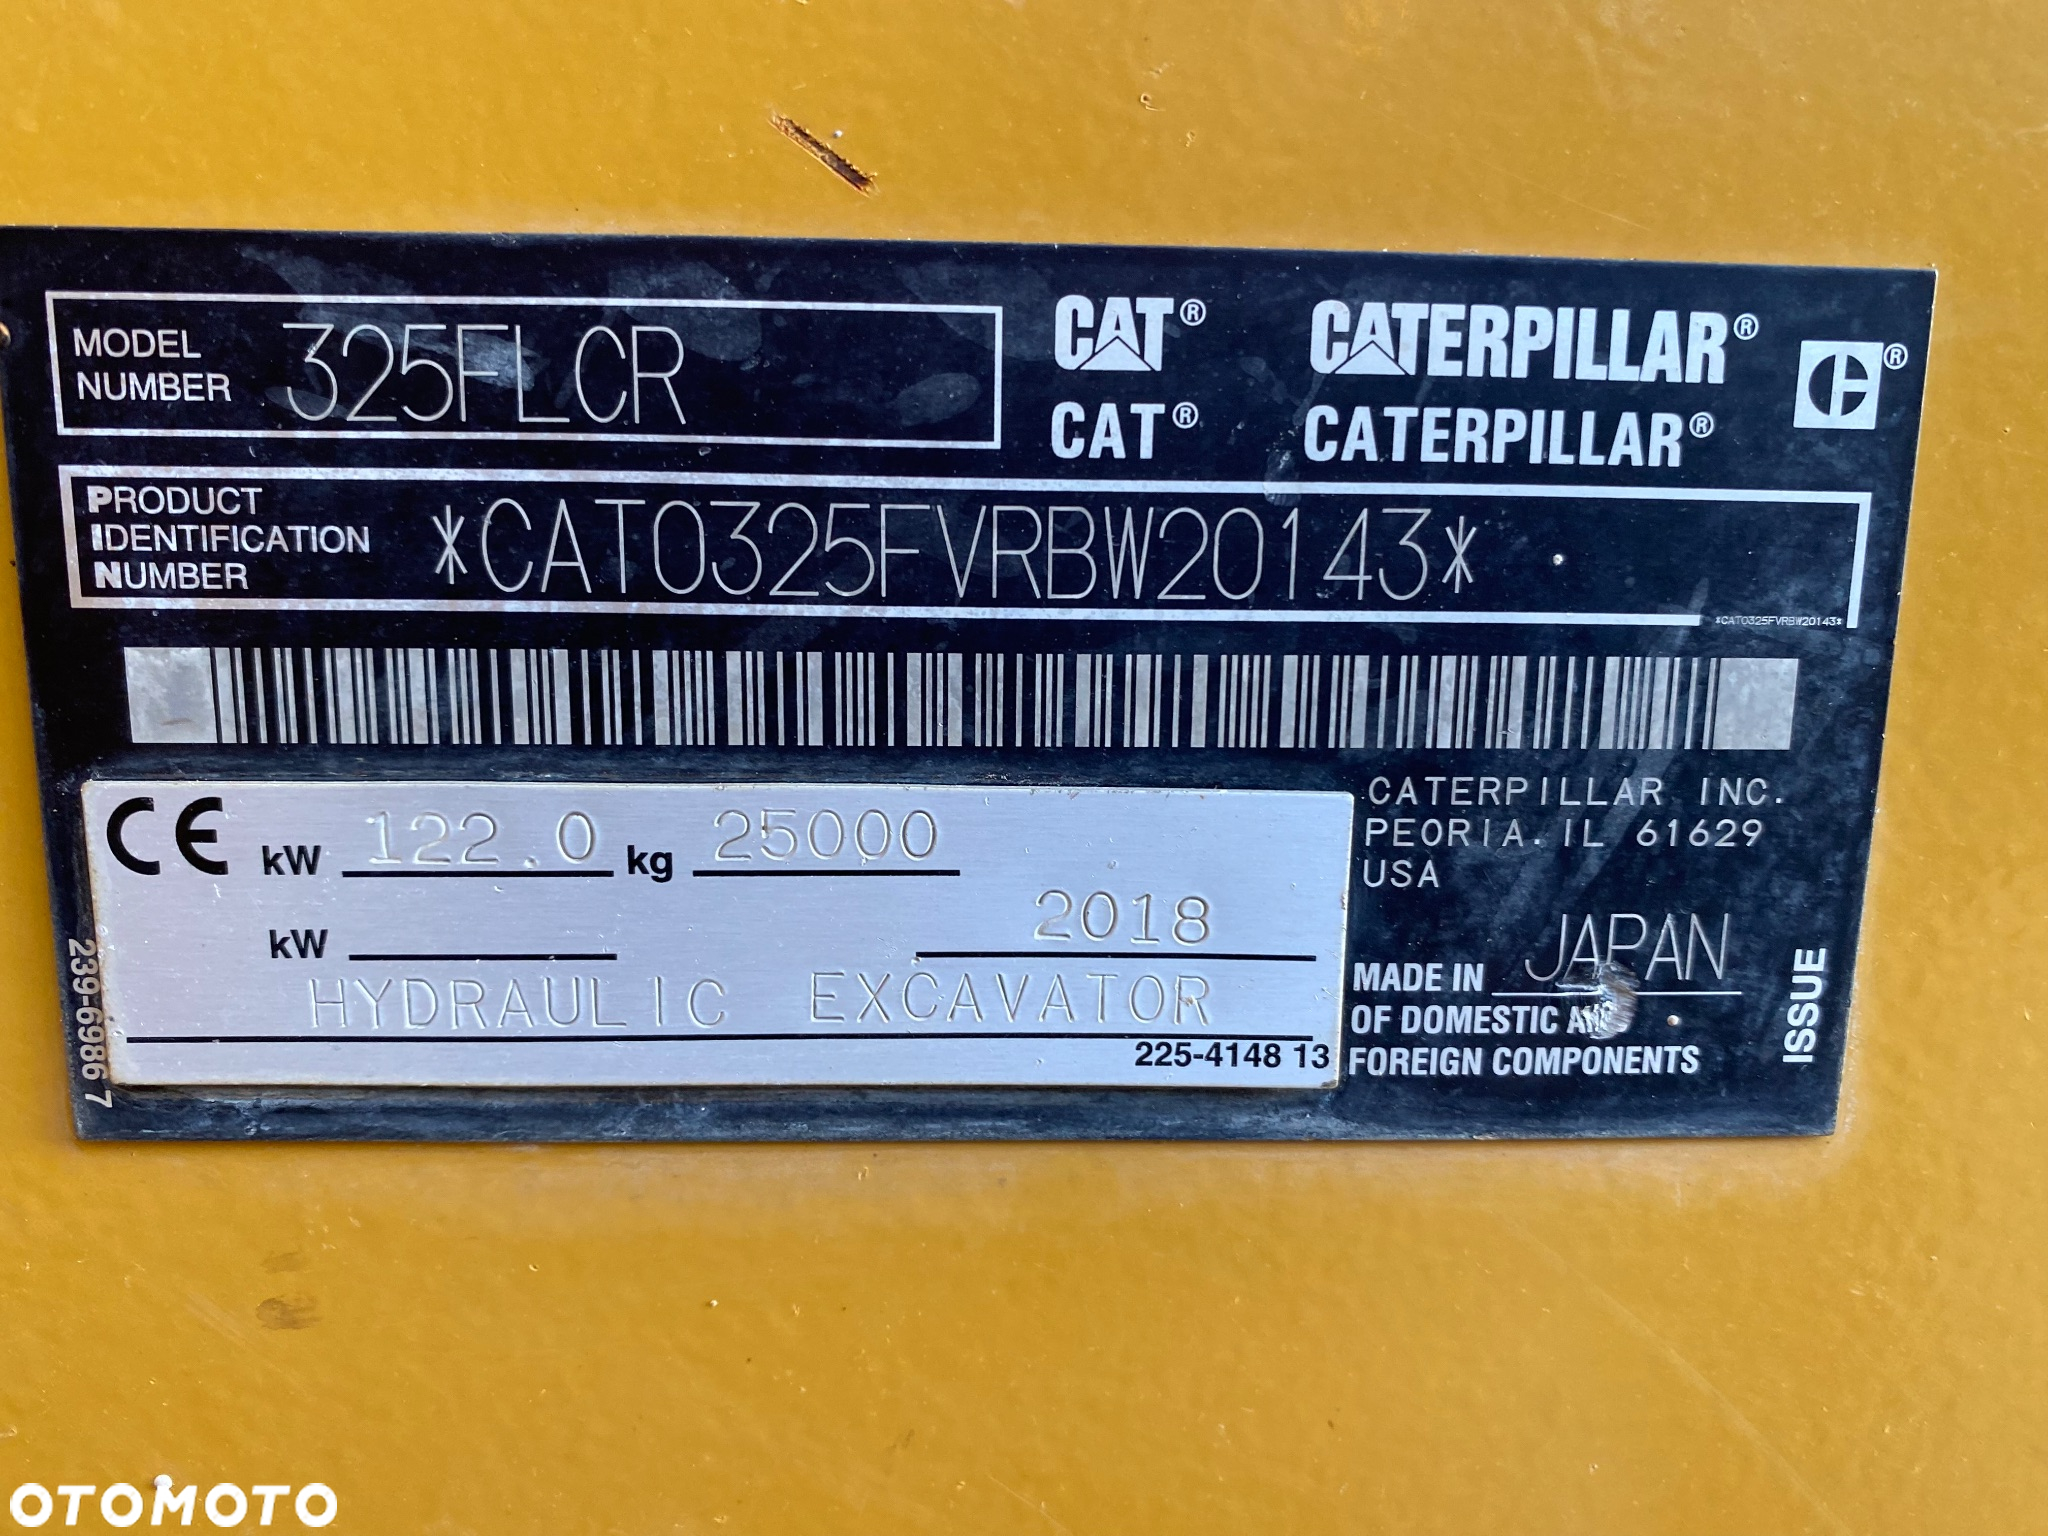 MODEL
NUMBER 325FLCR
CAT® CATERPILLAR® ®
CAT® CATERPILLAR®
PRODUCT
IDENTIFICATION
NUMBER *CAT0325FVRBW20143*
*CAT0325FVRBW20143*
CE kW 122.0 kg 25000
kW 2018
HYDRAULIC EXCAVATOR
225-4148 13
239-6986 7
CATERPILLAR INC.
PEORIA. IL 61629
USA
MADE IN JAPAN
OF DOMESTIC AND
FOREIGN COMPONENTS
ISSUE
OTOMOTO